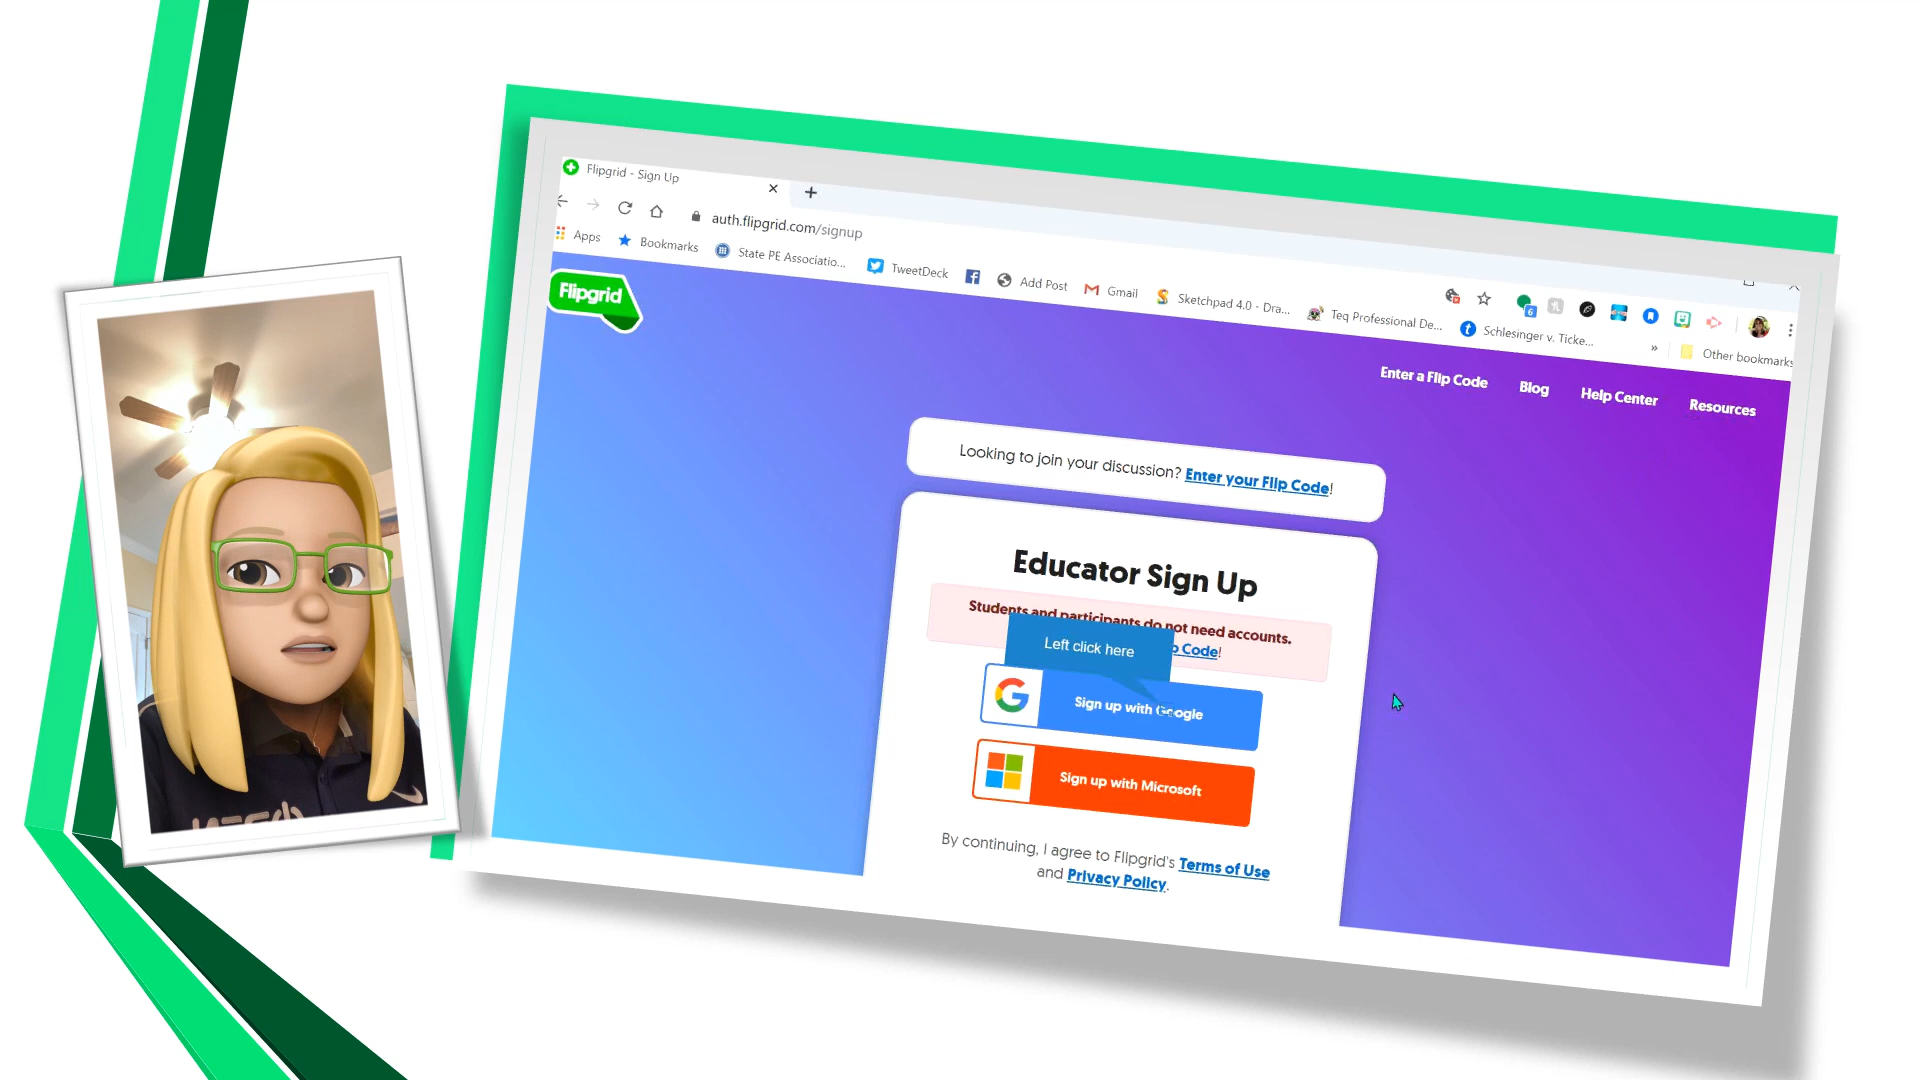 Flipgrid - Sign Up
auth.flipgrid.com/signup
Apps
Bookmarks
State PE Associatio...
TweetDeck
Add Post
Gmail
Sketchpad 4.0 - Dra...
Teq Professional De...
Schlesinger v. Ticke...
Other bookmarks
6
Flipgrid
Enter a Flip Code
Blog
Help Center
Resources
Looking to join your discussion? Enter your Flip Code!
Educator Sign Up
Students and participants do not need accounts.
Code!
Left click here
Sign up with Google
Sign up with Microsoft
By continuing, I agree to Flipgrid's Terms of Use
and Privacy Policy.